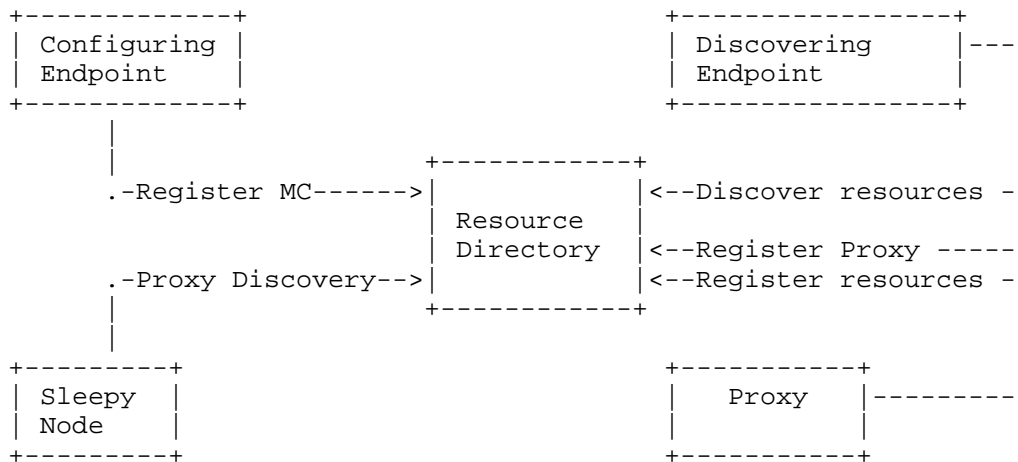 +-------------+                             +-----------------+
| Configuring |                             | Discovering     |---
| Endpoint    |                             | Endpoint        |
+-------------+                             +-----------------+
       |
       |                    +------------+
       .-Register MC------>|            |<--Discover resources -
                            | Resource   |
                            | Directory  |<--Register Proxy -----
       .-Proxy Discovery-->|            |<--Register resources -
       |                    +------------+
       |
+---------+                                 +-----------+
| Sleepy  |                                 |   Proxy   |---------
| Node    |                                 |           |
+---------+                                 +-----------+